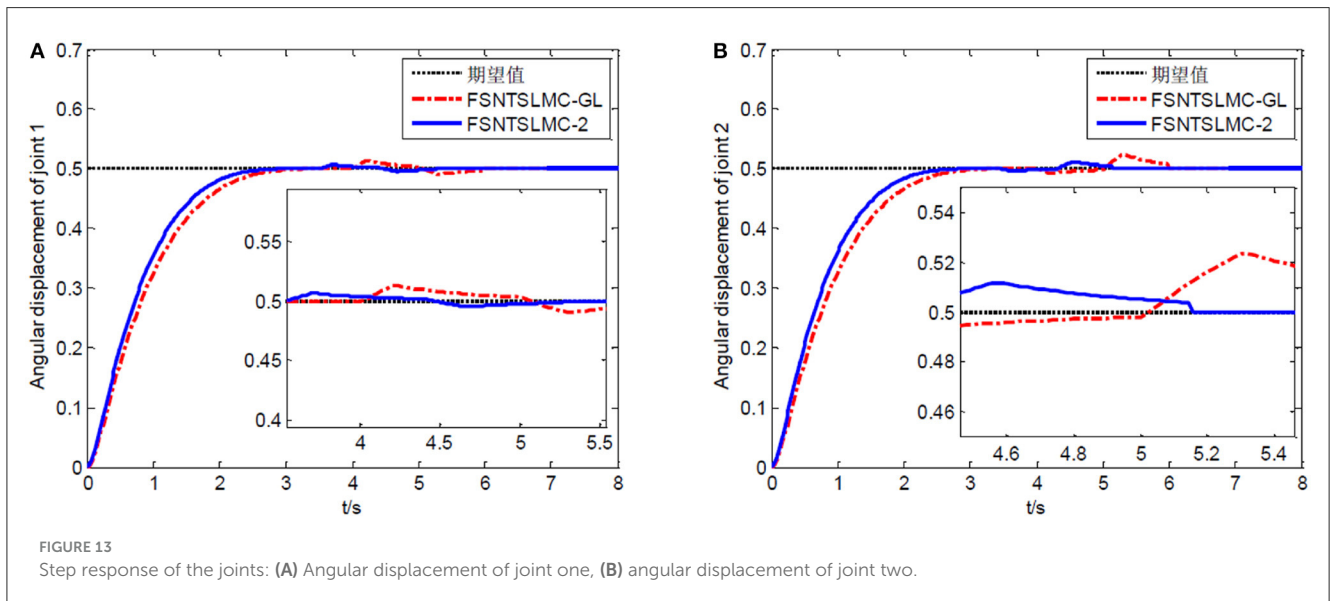 A
0.7
0.6
0.5
0.4
0.3
0.2
0.1
0
Angular displacement of joint 1
期望值
FSNTSLMC-GL
FSNTSLMC-2
0.55
0.5
0.45
0.4
4 4.5 5 5.5
0 1 2 3 4 5 6 7 8
t/s
B
0.7
0.6
0.5
0.4
0.3
0.2
0.1
0
Angular displacement of joint 2
期望值
FSNTSLMC-GL
FSNTSLMC-2
0.54
0.52
0.5
0.48
0.46
4.6 4.8 5 5.2 5.4
0 1 2 3 4 5 6 7 8
t/s
FIGURE 13
Step response of the joints: (A) Angular displacement of joint one, (B) angular displacement of joint two.